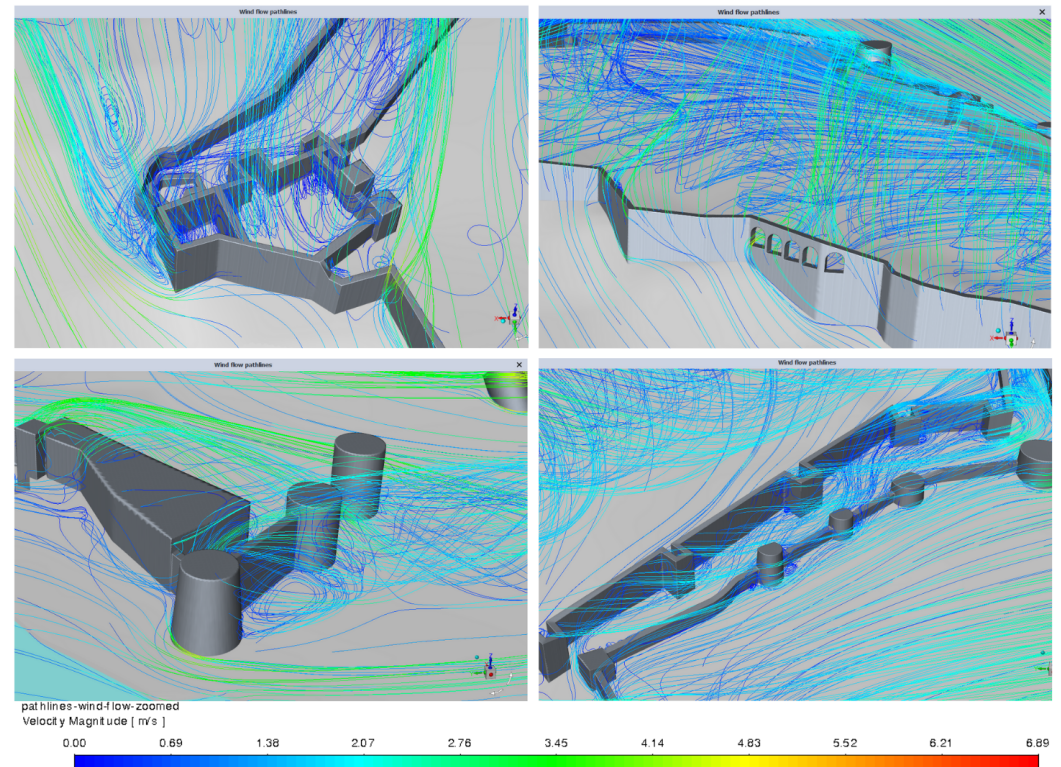 Wind flow pathlines
Wind flow pathlines
Wind flow pathlines
Wind flow pathlines
pathlines-wind-flow-zoomed
Velocity Magnitude [ m/s ]
0.00 0.69 1.38 2.07 2.76 3.45 4.14 4.83 5.52 6.21 6.89